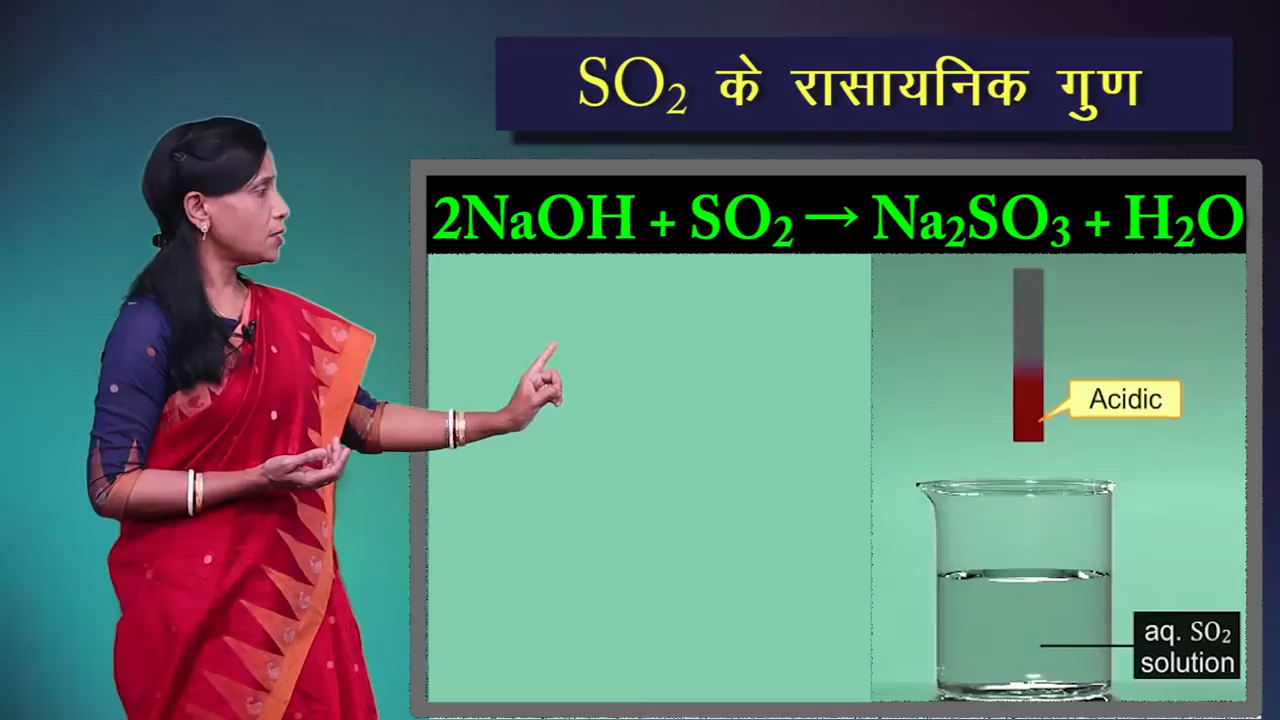 SO₂ के रासायनिक गुण
2NaOH + SO₂ → Na₂SO₃ + H₂O
Acidic
aq. SO₂
solution